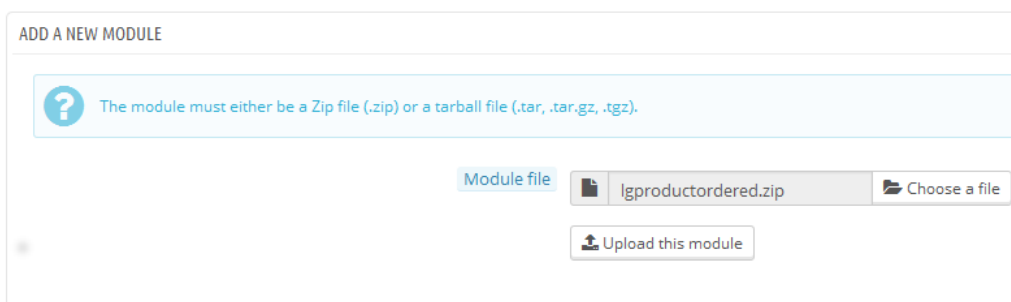 ADD A NEW MODULE
The module must either be a Zip file (.zip) or a tarball file (.tar, .tar.gz, .tgz).
Module file
lgproductordered.zip
Choose a file
Upload this module